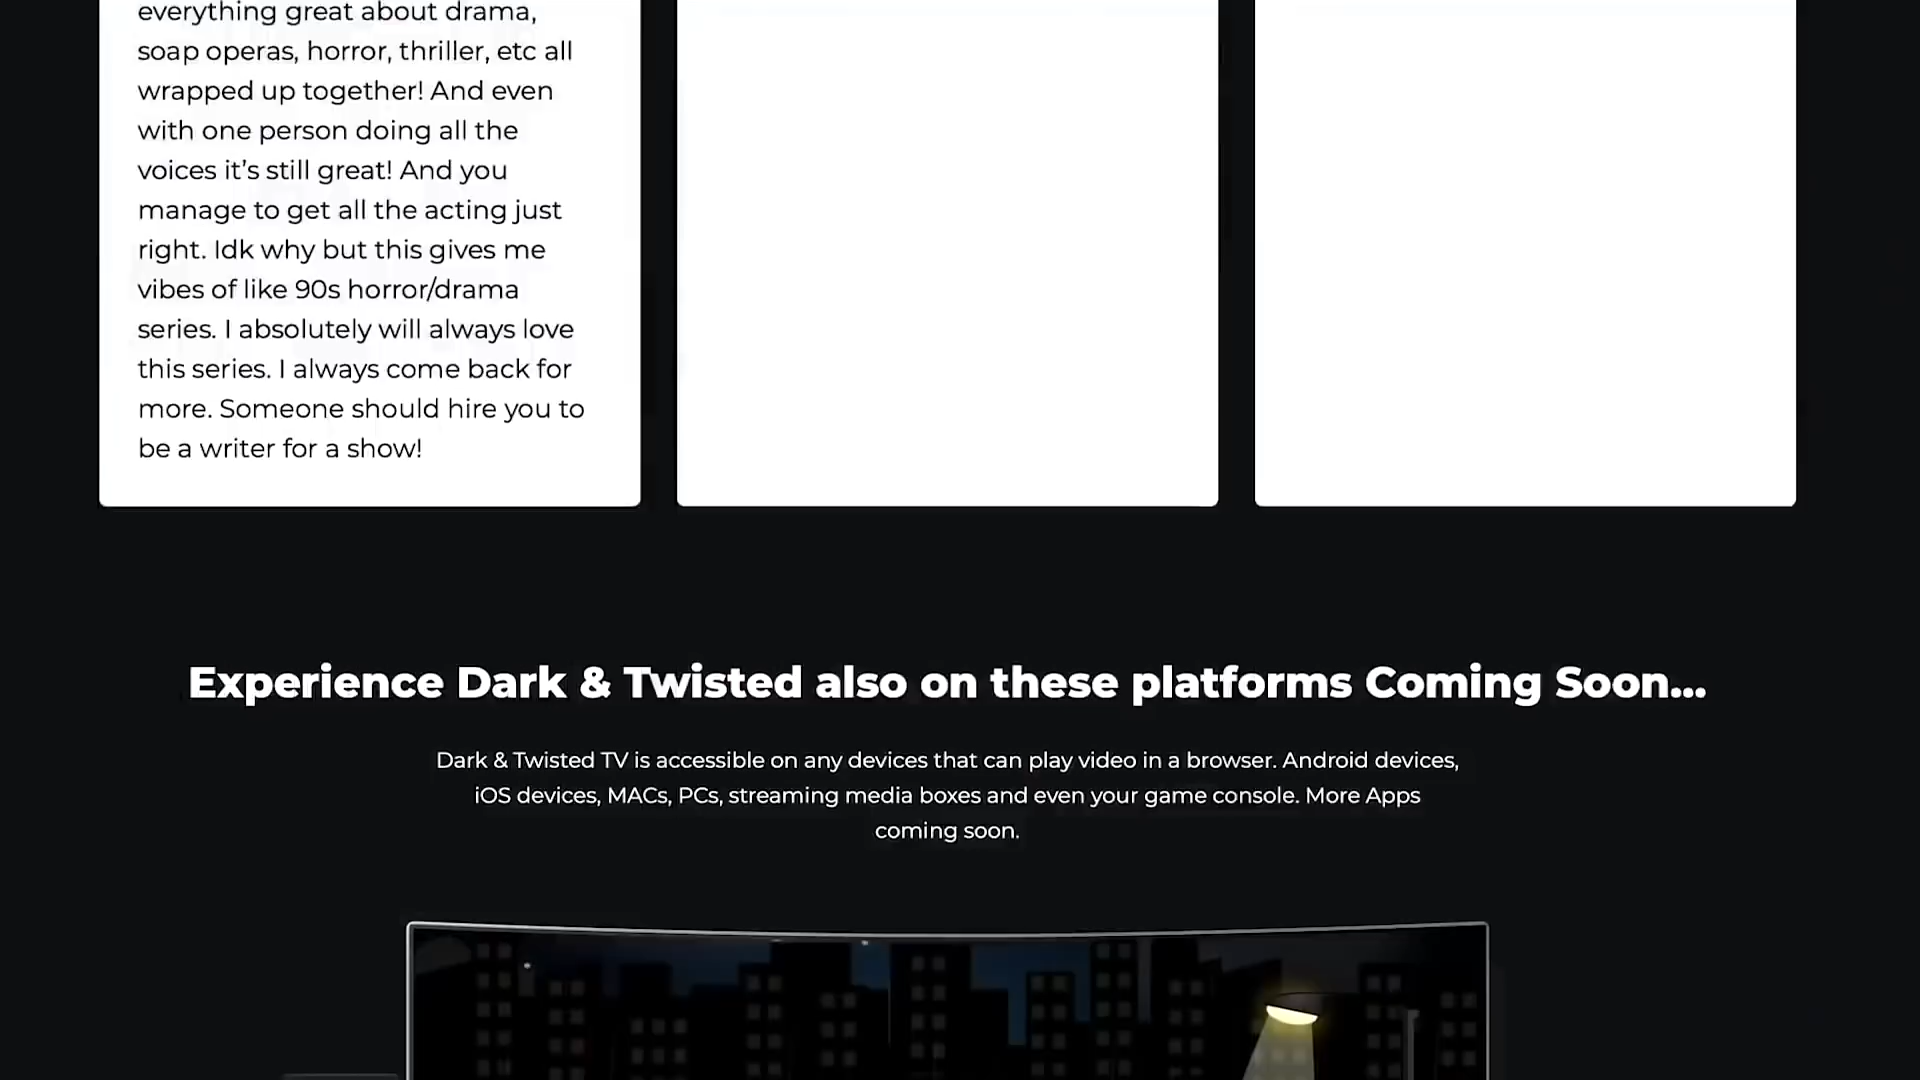 everything great about drama,
soap operas, horror, thriller, etc all
wrapped up together! And even
with one person doing all the
voices it’s still great! And you
manage to get all the acting just
right. Idk why but this gives me
vibes of like 90s horror/drama
series. I absolutely will always love
this series. I always come back for
more. Someone should hire you to
be a writer for a show!
Experience Dark & Twisted also on these platforms Coming Soon...
Dark & Twisted TV is accessible on any devices that can play video in a browser. Android devices,
iOS devices, MACs, PCs, streaming media boxes and even your game console. More Apps
coming soon.